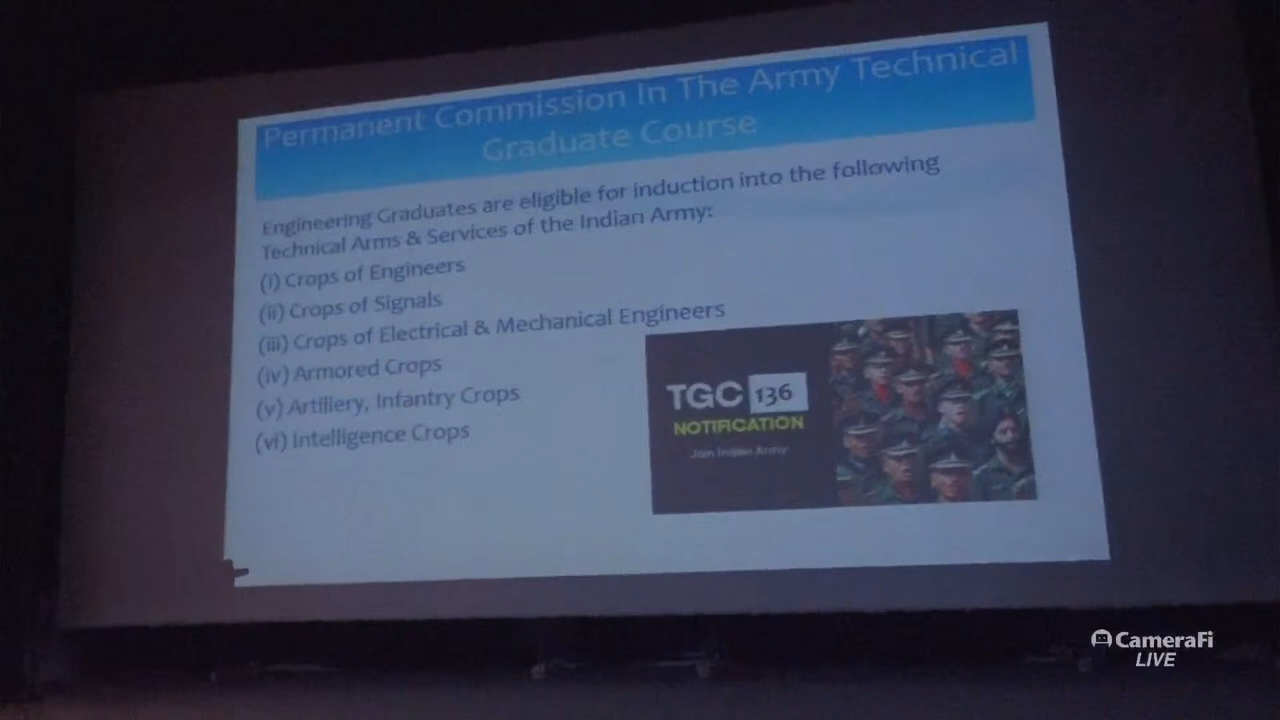 Permanent Commission In The Army Technical
Graduate Course
Engineering Graduates are eligible for induction into the following
Technical Arms & Services of the Indian Army:
(i) Crops of Engineers
(ii) Crops of Signals
(iii) Crops of Electrical & Mechanical Engineers
(iv) Armored Crops
(v) Artillery, Infantry Crops
(vi) Intelligence Crops
TGC 136
NOTIFICATION
Join Indian Army
CameraFi
LIVE